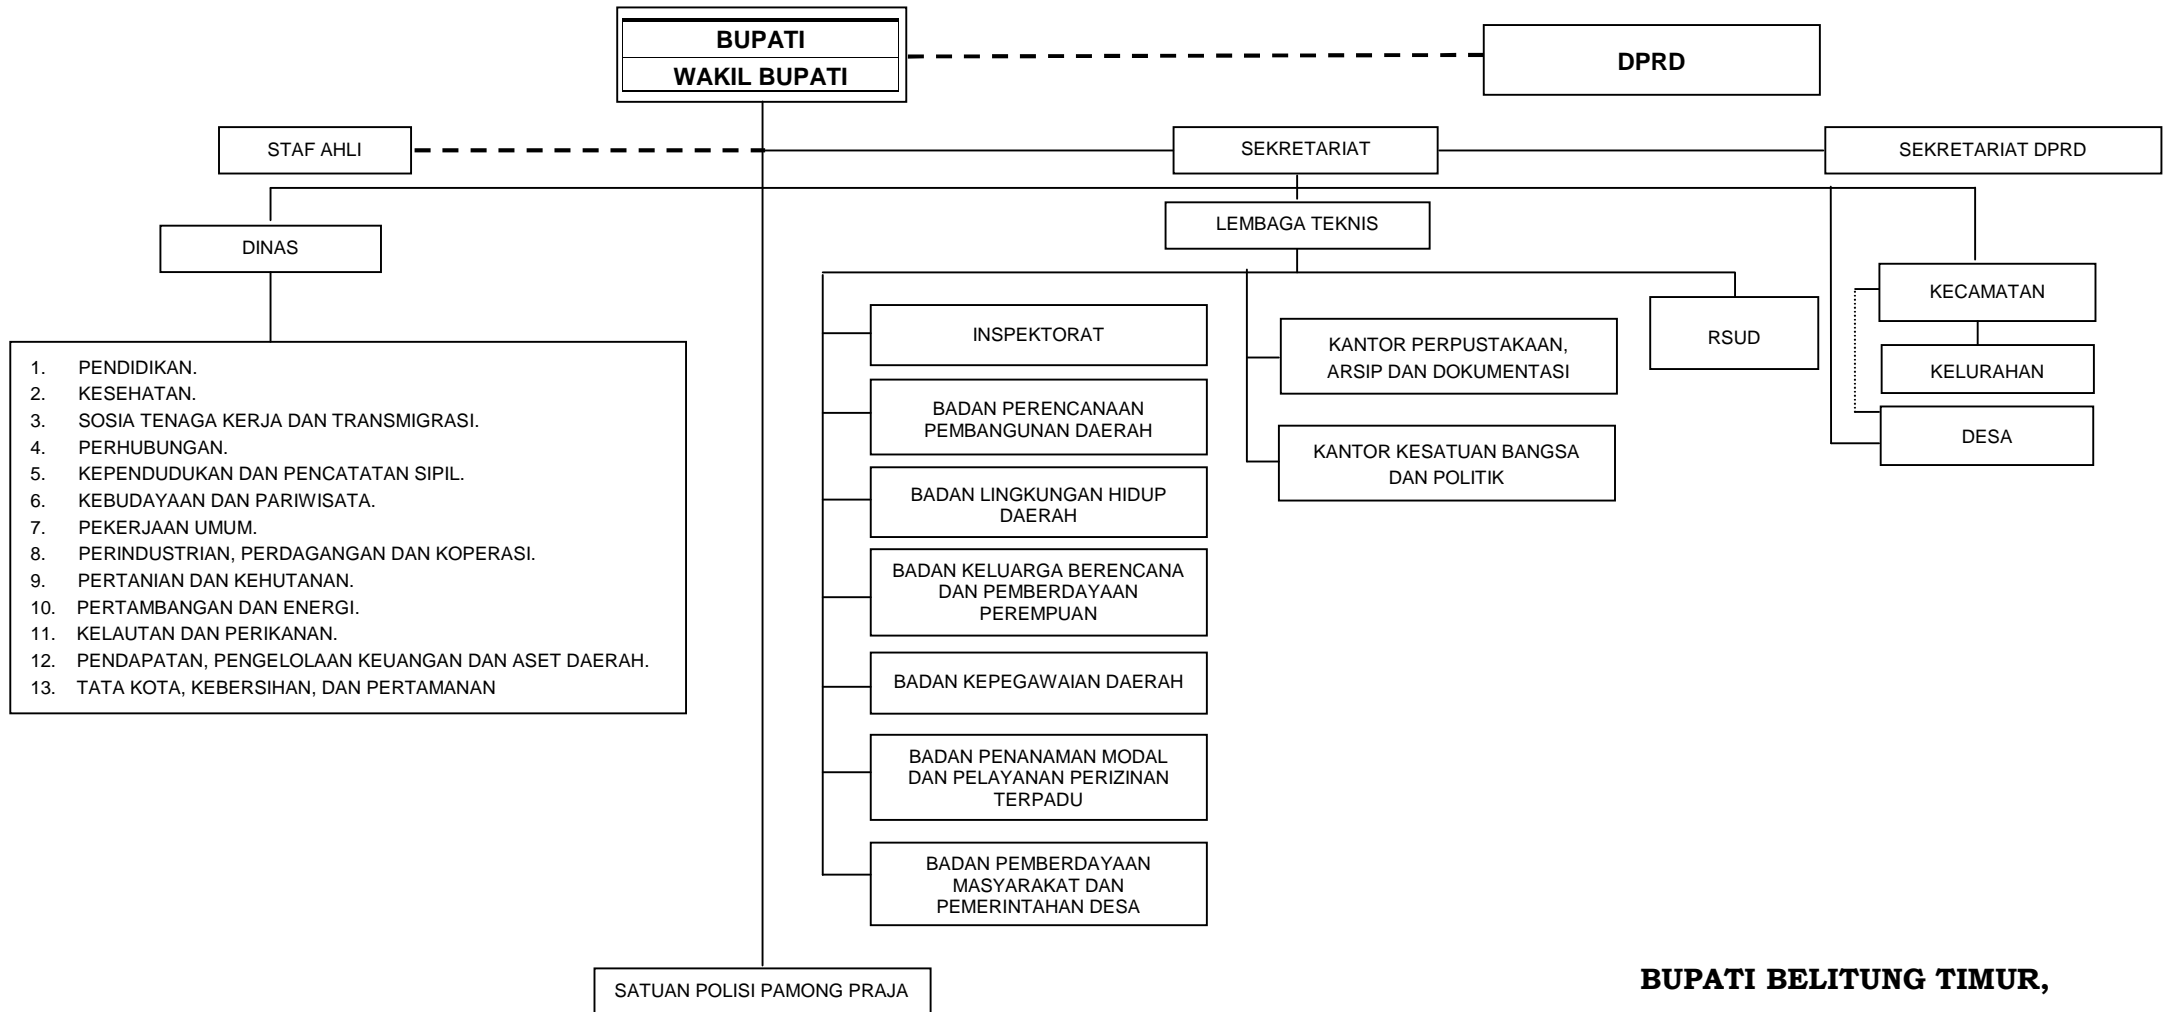 BUPATI
WAKIL BUPATI
DPRD
STAF AHLI
SEKRETARIAT
SEKRETARIAT DPRD
LEMBAGA TEKNIS
DINAS
1. PENDIDIKAN.
2. KESEHATAN.
3. SOSIA TENAGA KERJA DAN TRANSMIGRASI.
4. PERHUBUNGAN.
5. KEPENDUDUKAN DAN PENCATATAN SIPIL.
6. KEBUDAYAAN DAN PARIWISATA.
7. PEKERJAAN UMUM.
8. PERINDUSTRIAN, PERDAGANGAN DAN KOPERASI.
9. PERTANIAN DAN KEHUTANAN.
10. PERTAMBANGAN DAN ENERGI.
11. KELAUTAN DAN PERIKANAN.
12. PENDAPATAN, PENGELOLAAN KEUANGAN DAN ASET DAERAH.
13. TATA KOTA, KEBERSIHAN, DAN PERTAMANAN
INSPEKTORAT
BADAN PERENCANAAN
PEMBANGUNAN DAERAH
BADAN LINGKUNGAN HIDUP
DAERAH
BADAN KELUARGA BERENCANA
DAN PEMBERDAYAAN
PEREMPUAN
BADAN KEPEGAWAIAN DAERAH
BADAN PENANAMAN MODAL
DAN PELAYANAN PERIZINAN
TERPADU
BADAN PEMBERDAYAAN
MASYARAKAT DAN
PEMERINTAHAN DESA
KANTOR PERPUSTAKAAN,
ARSIP DAN DOKUMENTASI
KANTOR KESATUAN BANGSA
DAN POLITIK
RSUD
KECAMATAN
KELURAHAN
DESA
SATUAN POLISI PAMONG PRAJA
BUPATI BELITUNG TIMUR,